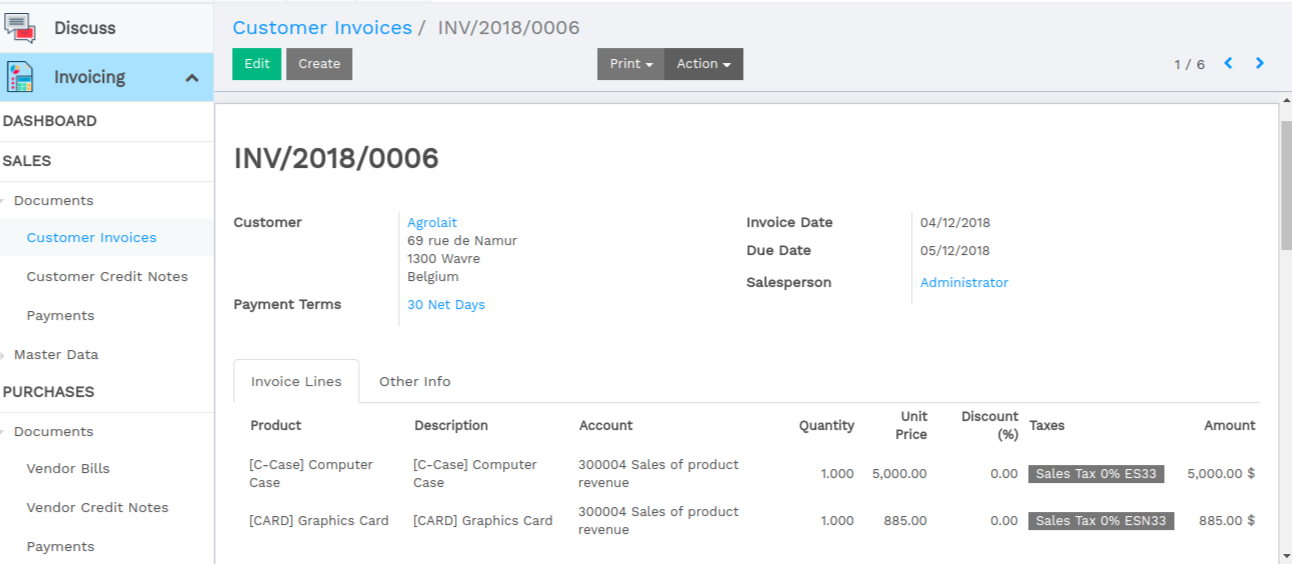 Discuss
Invoicing
DASHBOARD
SALES
Documents
Customer Invoices
Customer Credit Notes
Payments
Master Data
PURCHASES
Documents
Vendor Bills
Vendor Credit Notes
Payments
Customer Invoices / INV/2018/0006
Edit Create Print Action 1 / 6
INV/2018/0006
Customer Agrolait
69 rue de Namur
1300 Wavre
Belgium
Payment Terms 30 Net Days
Invoice Date 04/12/2018
Due Date 05/12/2018
Salesperson Administrator
Invoice Lines Other Info
Product Description Account Quantity Unit Price Discount (%) Taxes Amount
[C-Case] Computer Case [C-Case] Computer Case 300004 Sales of product revenue 1.000 5,000.00 0.00 Sales Tax 0% ES33 5,000.00 $
[CARD] Graphics Card [CARD] Graphics Card 300004 Sales of product revenue 1.000 885.00 0.00 Sales Tax 0% ESN33 885.00 $